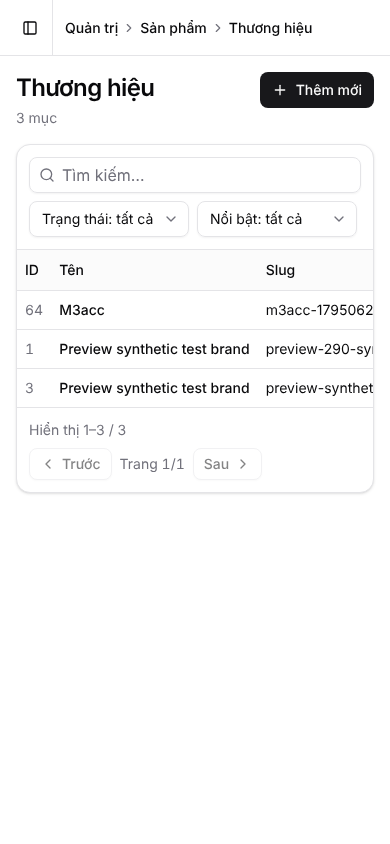 Quản trị > Sản phẩm > Thương hiệu
Thương hiệu
Thêm mới
3 mục
Tìm kiếm...
Trạng thái: tất cả
Nổi bật: tất cả
ID Tên Slug
64 M3acc m3acc-1795062
1 Preview synthetic test brand preview-290-syn
3 Preview synthetic test brand preview-synthet
Hiển thị 1–3 / 3
Trước Trang 1/1 Sau